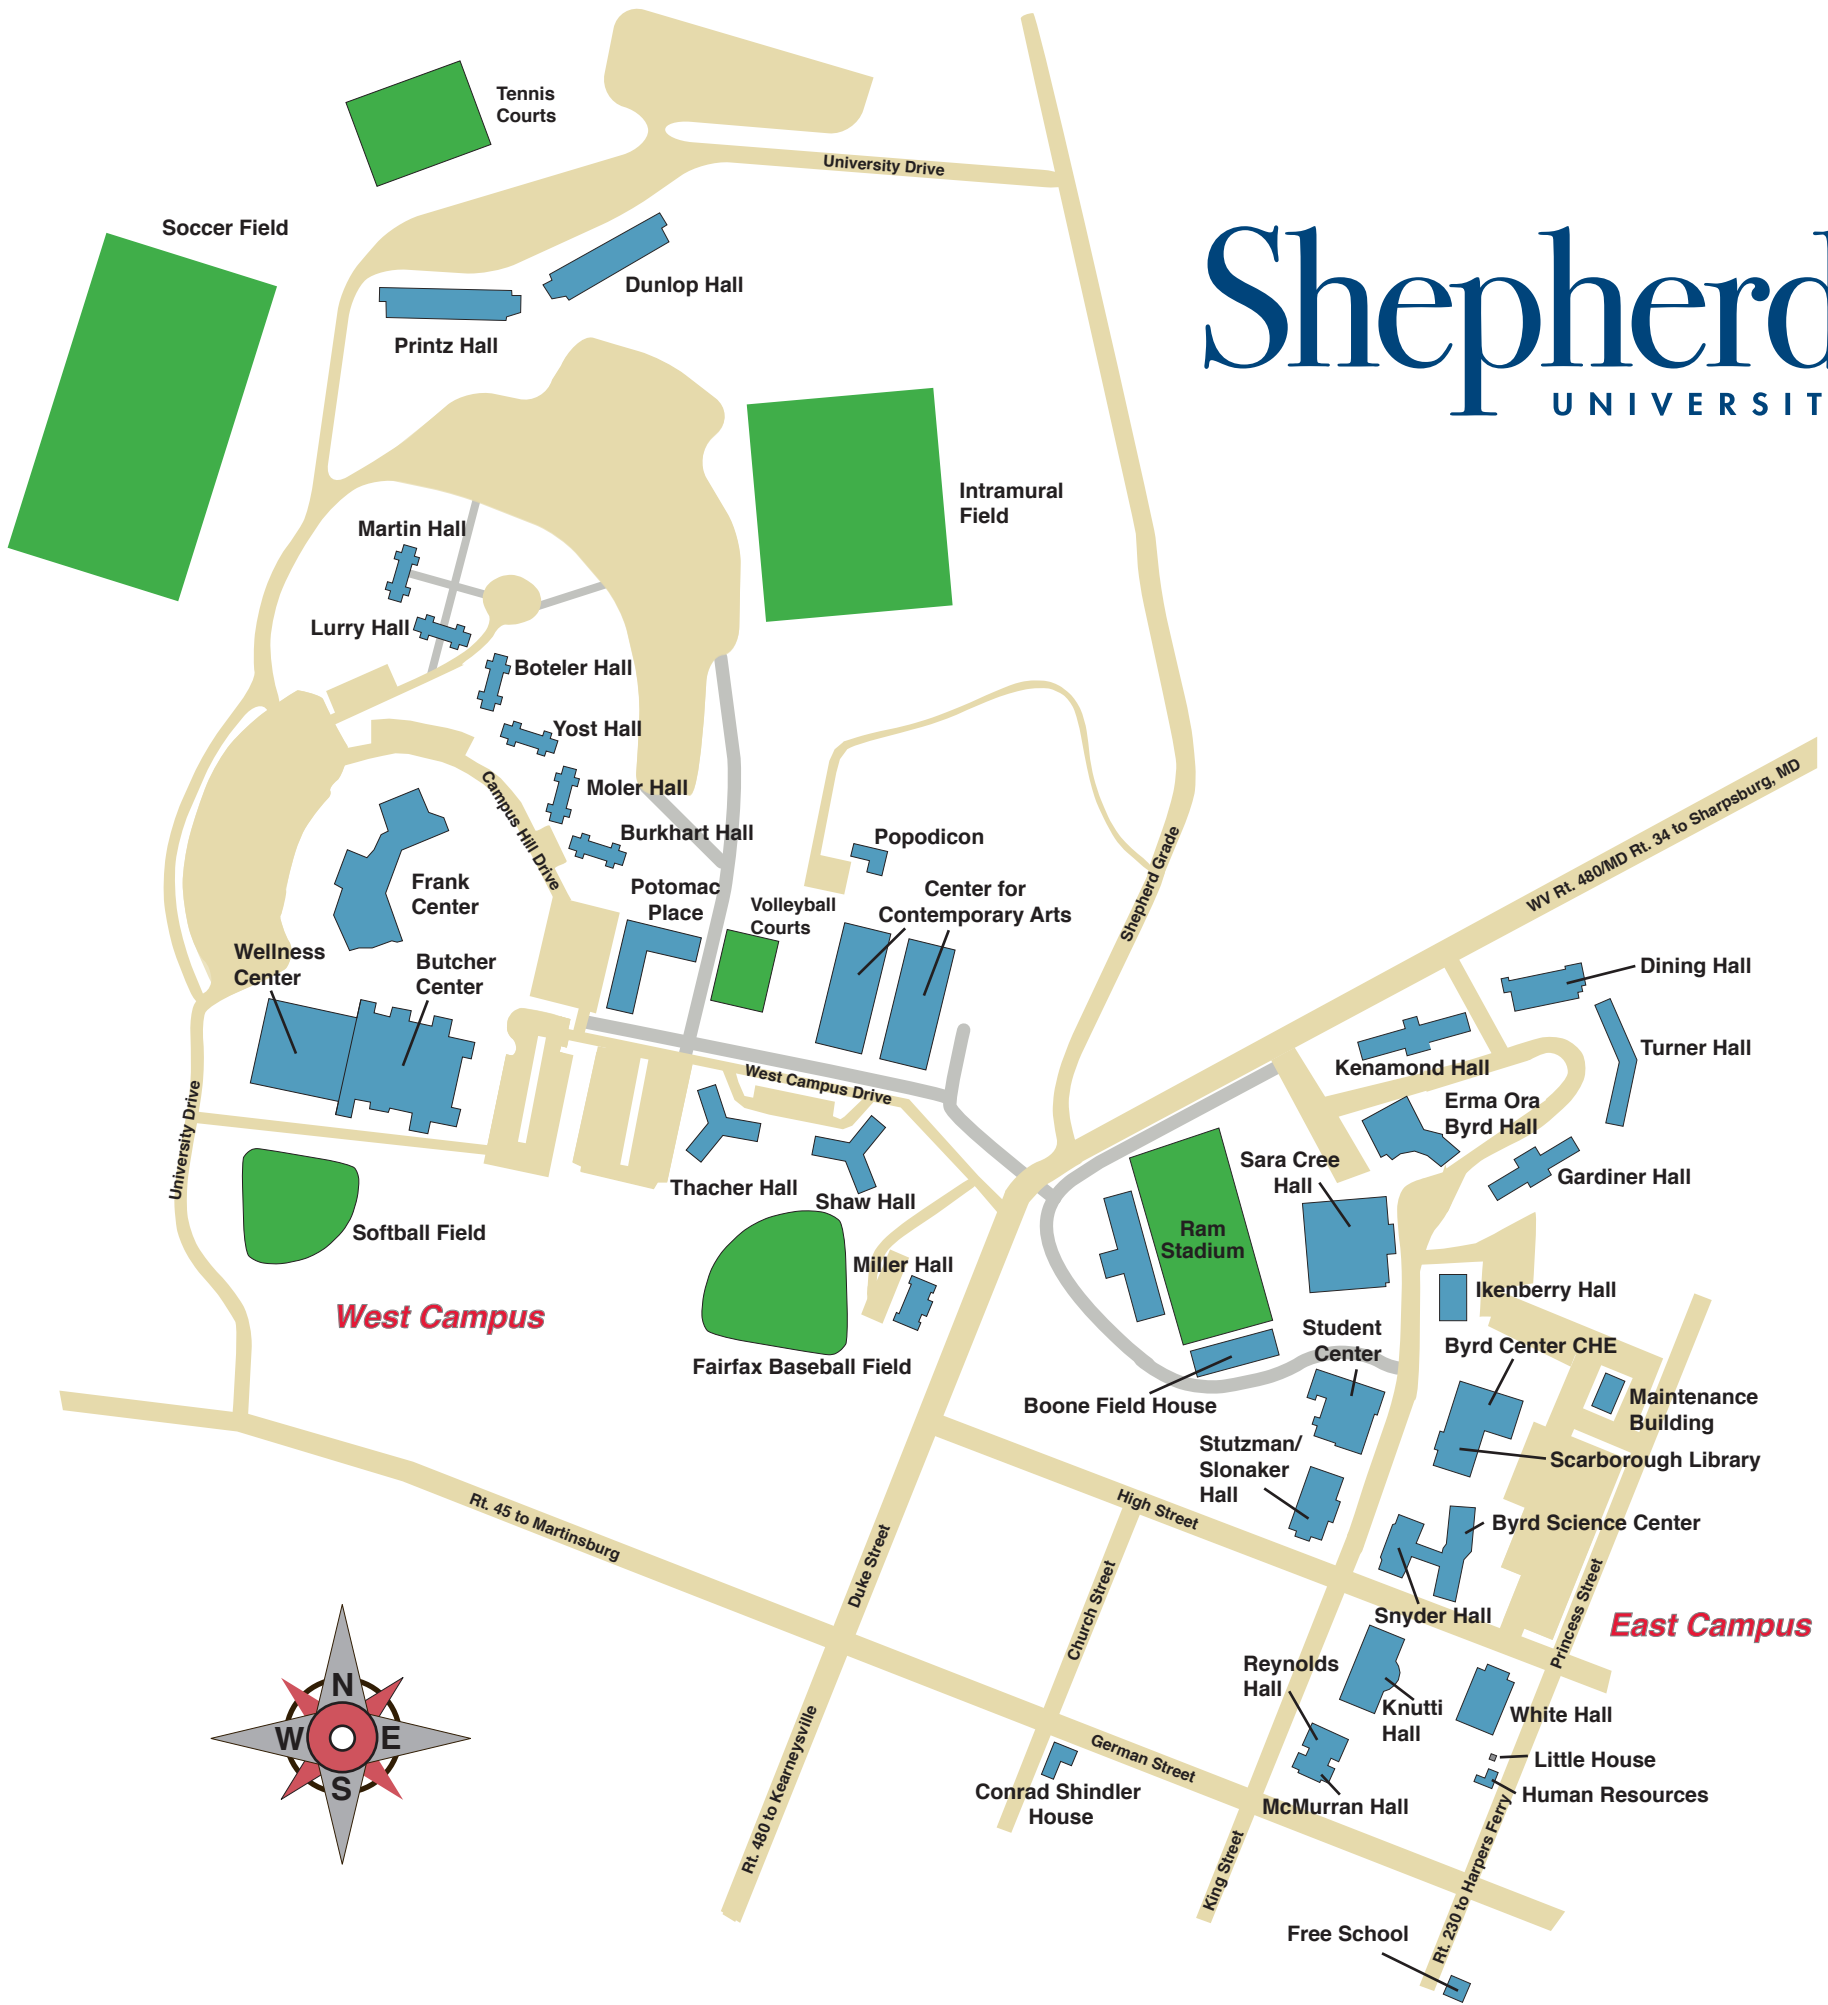 Tennis
Courts
University Drive
Soccer Field
Dunlop Hall
Printz Hall
Shepherd
UNIVERSIT
Intramural
Field
Martin Hall
Lurry Hall
Boteler Hall
Yost Hall
Moler Hall
Campus Hill Drive
Burkhart Hall
Popodicon
Shepherd Grade
WV Rt. 480/MD Rt. 34 to Sharpsburg, MD
Frank
Center
Potomac
Place
Volleyball
Courts
Center for
Contemporary Arts
Wellness
Center
Butcher
Center
Dining Hall
Turner Hall
Kenamond Hall
West Campus Drive
University Drive
Erma Ora
Byrd Hall
Sara Cree
Hall
Gardiner Hall
Thacher Hall
Shaw Hall
Softball Field
Ram
Stadium
Miller Hall
Ikenberry Hall
West Campus
Student
Center
Byrd Center CHE
Fairfax Baseball Field
Boone Field House
Maintenance
Building
Stutzman/
Slonaker
Hall
Scarborough Library
High Street
Rt. 45 to Martinsburg
Byrd Science Center
Duke Street
Church Street
Snyder Hall
Princess Street
East Campus
Reynolds
Hall
Knutti
Hall
White Hall
N
W
E
S
Rt. 480 to Kearneysville
German Street
Little House
Conrad Shindler
House
McMurran Hall
Human Resources
King Street
Rt. 230 to Harpers Ferry
Free School